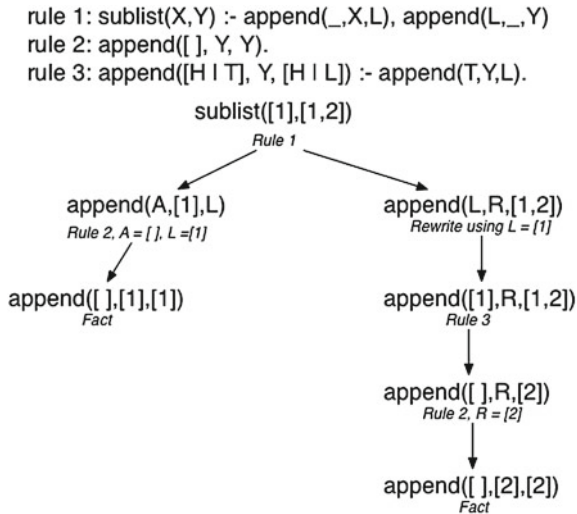 rule 1: sublist(X,Y) :- append(_,X,L), append(L,_,Y)
rule 2: append([ ], Y, Y).
rule 3: append([H | T], Y, [H | L]) :- append(T,Y,L).
sublist([1],[1,2])
Rule 1
append(A,[1],L)
Rule 2, A = [ ], L =[1]
append([ ],[1],[1])
Fact
append(L,R,[1,2])
Rewrite using L = [1]
append([1],R,[1,2])
Rule 3
append([ ],R,[2])
Rule 2, R = [2]
append([ ],[2],[2])
Fact